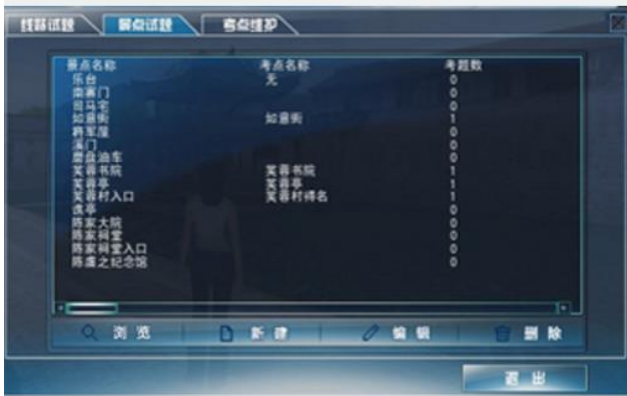 线路试题 景点试题 考点维护
景点名称 考点名称 考题数
乐台 无 0
南寨门 0
司马宅 0
如意街 如意街 1
将军屋 0
溪门 0
磨盘油车 0
芙蓉书院 芙蓉书院 1
芙蓉亭 芙蓉亭 1
芙蓉村入口 芙蓉村得名 1
0
陈家大院 0
陈家祠堂 0
陈家祠堂入口 0
陈虞之纪念馆 0
浏览 新建 编辑 删除
退出